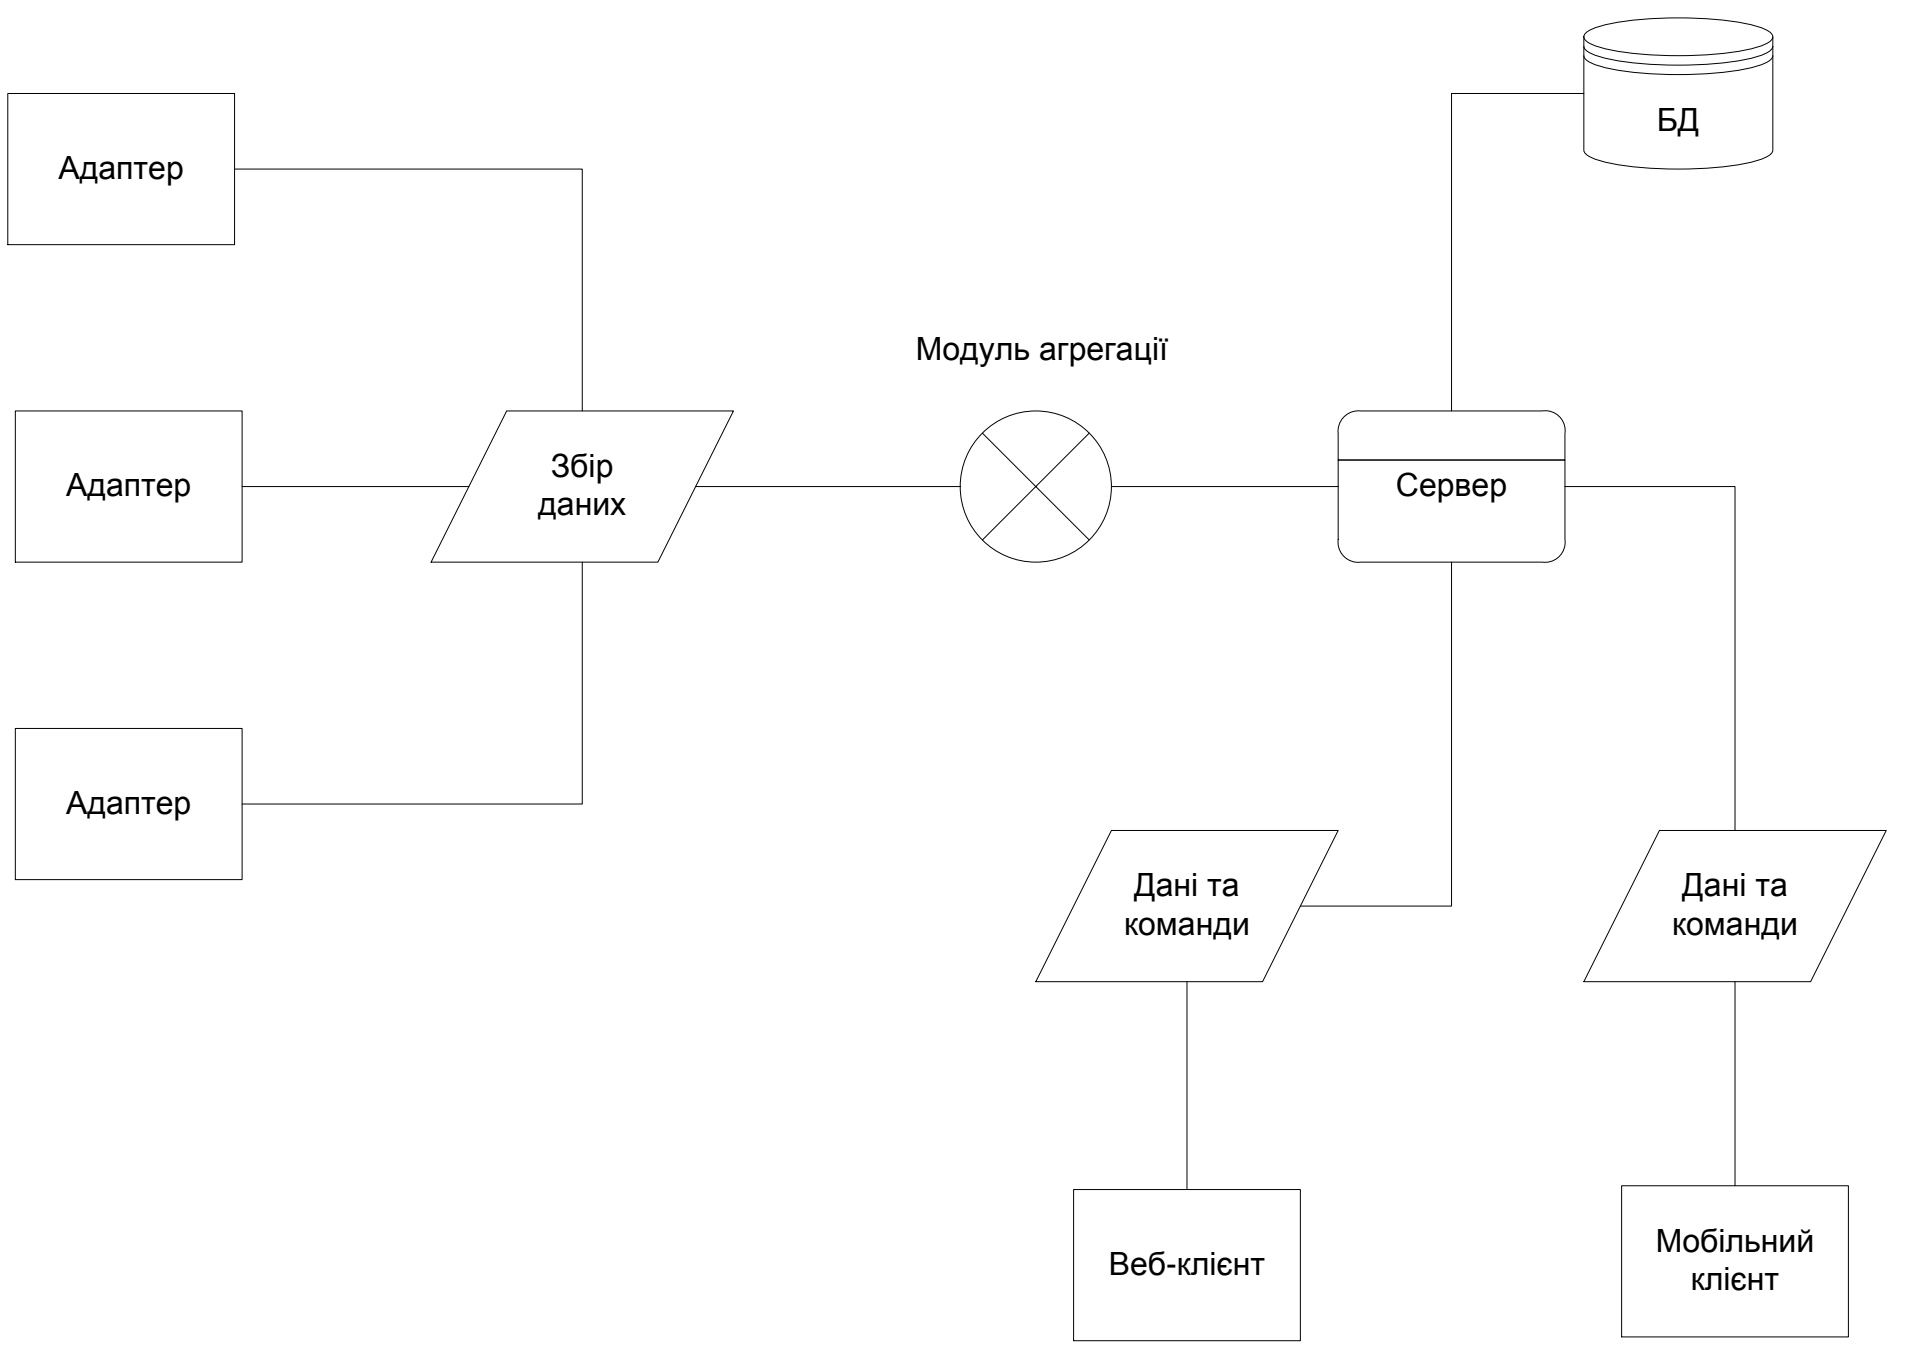 БД
Адаптер
Модуль агрегації
Адаптер
Збір
даних
Сервер
Адаптер
Дані та
команди
Дані та
команди
Веб-клієнт
Мобільний
клієнт